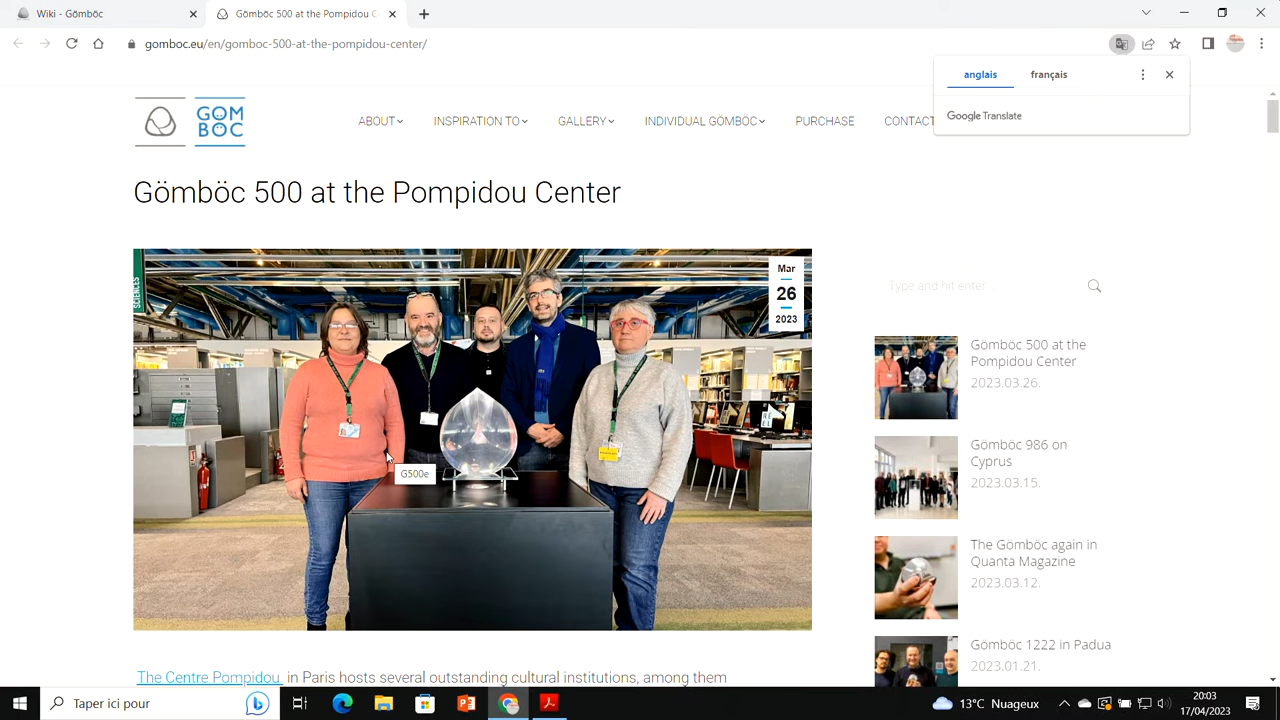 Wiki - Gömböc
Gömböc 500 at the Pompidou C
gomboc.eu/en/gomboc-500-at-the-pompidou-center/
anglais
français
Google Translate
GOM
BOC
ABOUT
INSPIRATION TO
GALLERY
INDIVIDUAL GÖMBÖC
PURCHASE
CONTACT
Gömböc 500 at the Pompidou Center
SCIENCES
Mar
26
2023
G500e
Type and hit enter ...
Gömböc 500 at the
Pompidou Center
2023.03.26.
Gömböc 986 on
Cyprus
2023.03.15.
The Gömböc again in
Quanta Magazine
2023.03.12.
Gömböc 1222 in Padua
2023.01.21.
The Centre Pompidou in Paris hosts several outstanding cultural institutions, among them
Taper ici pour
13°C Nuageux
20:03
17/04/2023